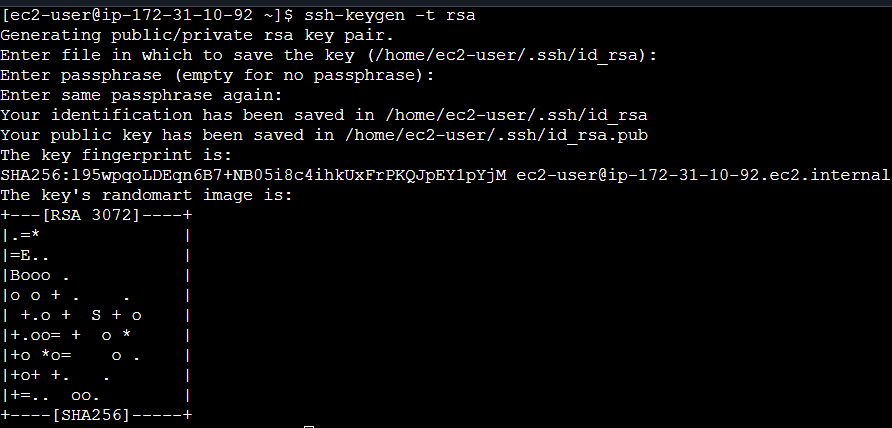 [ec2-user@ip-172-31-10-92 ~]$ ssh-keygen -t rsa
Generating public/private rsa key pair.
Enter file in which to save the key (/home/ec2-user/.ssh/id_rsa):
Enter passphrase (empty for no passphrase):
Enter same passphrase again:
Your identification has been saved in /home/ec2-user/.ssh/id_rsa
Your public key has been saved in /home/ec2-user/.ssh/id_rsa.pub
The key fingerprint is:
SHA256:l95wpqoLDEqn6B7+NB05i8c4ihkUxFrPKQJpEY1pYjM ec2-user@ip-172-31-10-92.ec2.internal
The key's randomart image is:
+---[RSA 3072]----+
|.=*              |
|=E..             |
|Booo .           |
|o o + .    .     |
| +.o +  S + o    |
|+.oo= +  o *     |
|+o *o=    o .    |
|+o+ +.   .       |
|+=..  oo.        |
+----[SHA256]-----+